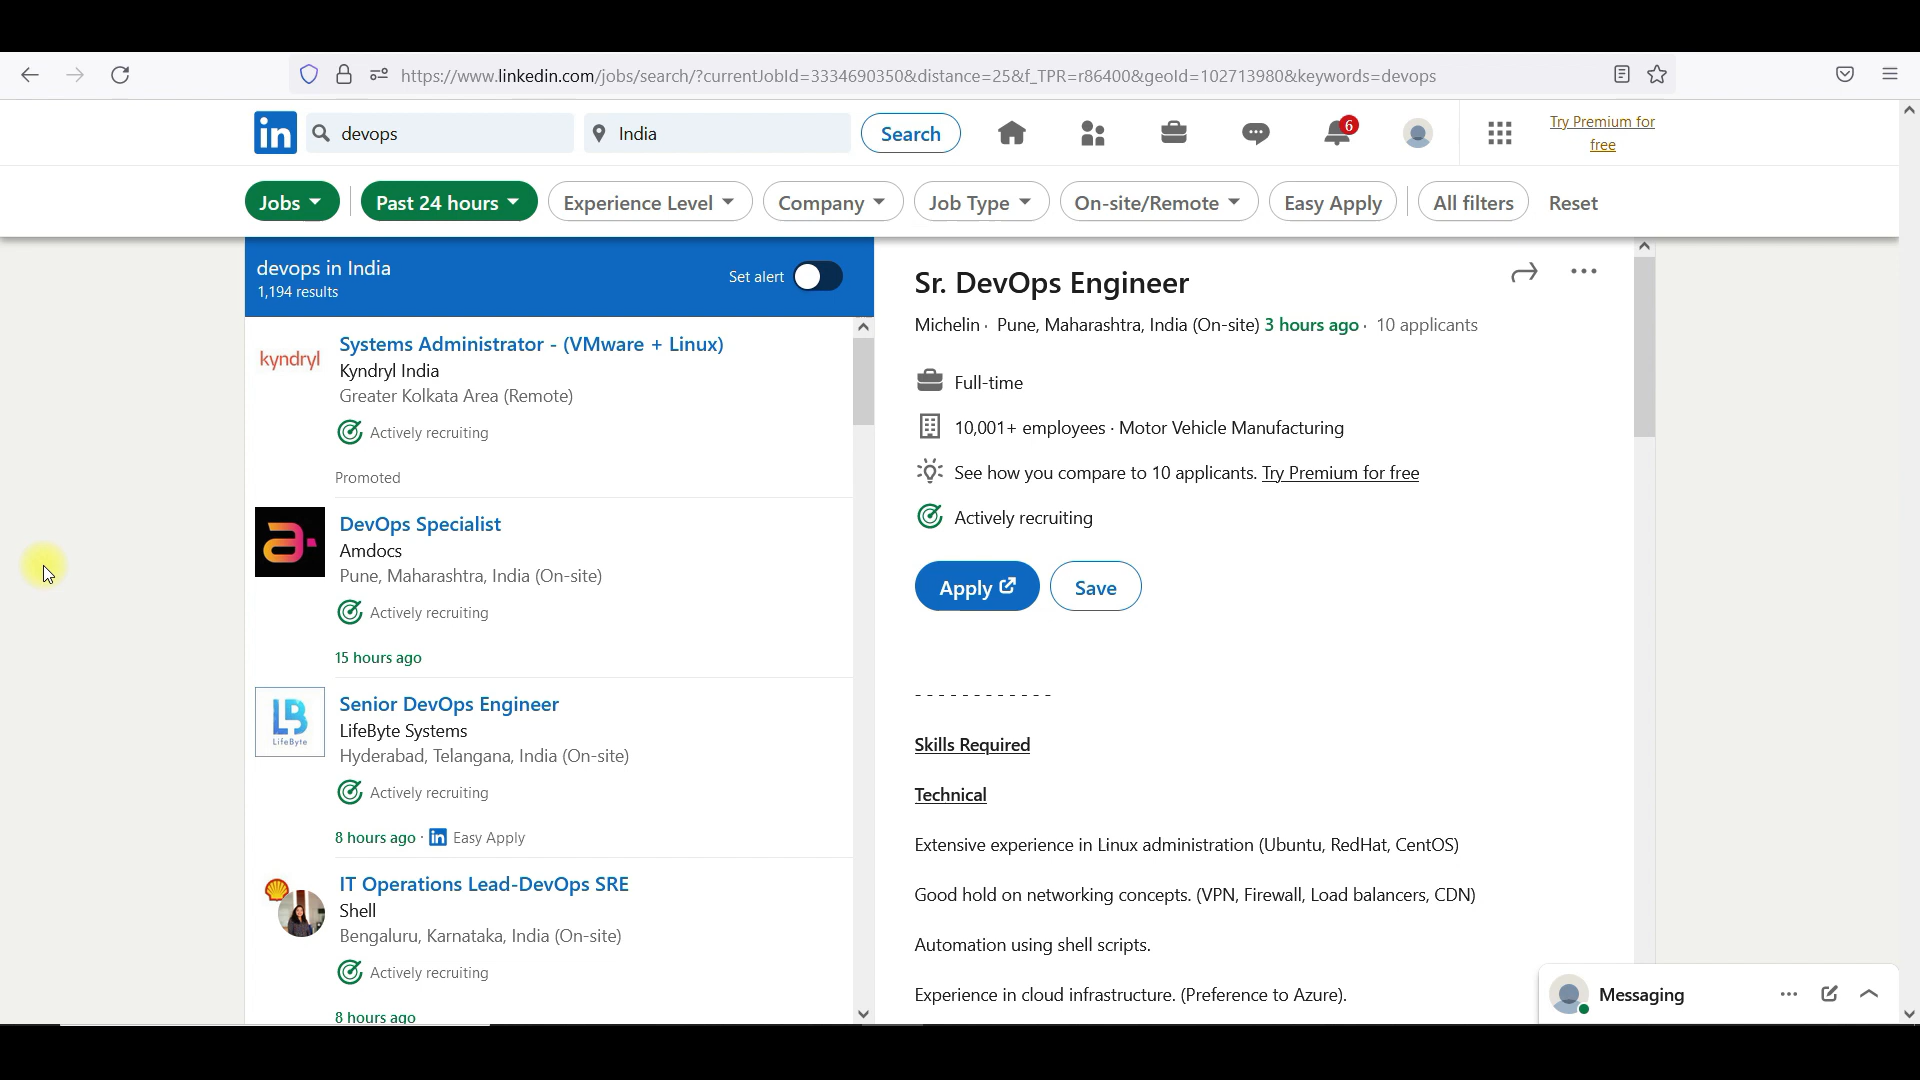 https://www.linkedin.com/jobs/search/?currentJobId=3334690350&distance=25&f_TPR=r86400&geoId=102713980&keywords=devops
in
devops
India
Search
6
Try Premium for
free
Jobs
Past 24 hours
Experience Level
Company
Job Type
On-site/Remote
Easy Apply
All filters
Reset
devops in India
1,194 results
Set alert
kyndryl
Systems Administrator - (VMware + Linux)
Kyndryl India
Greater Kolkata Area (Remote)
Actively recruiting
Promoted
a
DevOps Specialist
Amdocs
Pune, Maharashtra, India (On-site)
Actively recruiting
15 hours ago
LB
LifeByte
Senior DevOps Engineer
LifeByte Systems
Hyderabad, Telangana, India (On-site)
Actively recruiting
8 hours ago · in Easy Apply
IT Operations Lead-DevOps SRE
Shell
Bengaluru, Karnataka, India (On-site)
Actively recruiting
8 hours ago
Sr. DevOps Engineer
Michelin · Pune, Maharashtra, India (On-site) 3 hours ago · 10 applicants
Full-time
10,001+ employees · Motor Vehicle Manufacturing
See how you compare to 10 applicants. Try Premium for free
Actively recruiting
Apply
Save
- - - - - - - - - - - -
Skills Required
Technical
Extensive experience in Linux administration (Ubuntu, RedHat, CentOS)
Good hold on networking concepts. (VPN, Firewall, Load balancers, CDN)
Automation using shell scripts.
Experience in cloud infrastructure. (Preference to Azure).
Messaging